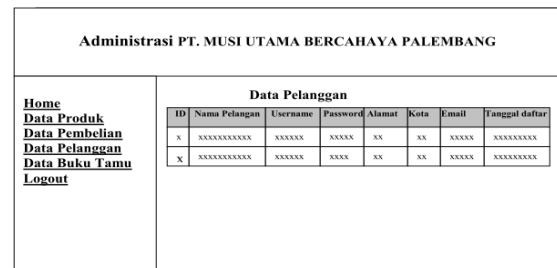 Administrasi PT. MUSI UTAMA BERCAHAYA PALEMBANG
Home
Data Produk
Data Pembelian
Data Pelanggan
Data Buku Tamu
Logout
Data Pelanggan
ID Nama Pelangan Username Password Alamat Kota Email Tanggal daftar
x xxxxxxxxxxx xxxxxx xxxxx xx xx xxxxx xxxxxxxxx
x xxxxxxxxxxx xxxxxx xxxx xx xx xxxxx xxxxxxxxx